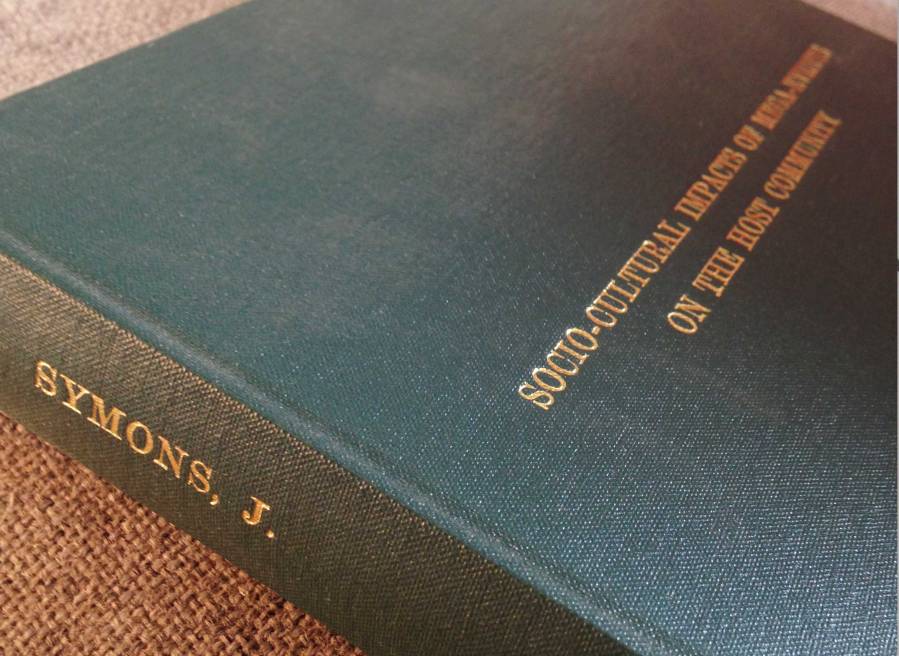 SOCIO-CULTURAL IMPACTS OF MEGA-EVENTS
ON THE HOST COMMUNITY
SYMONS, J.